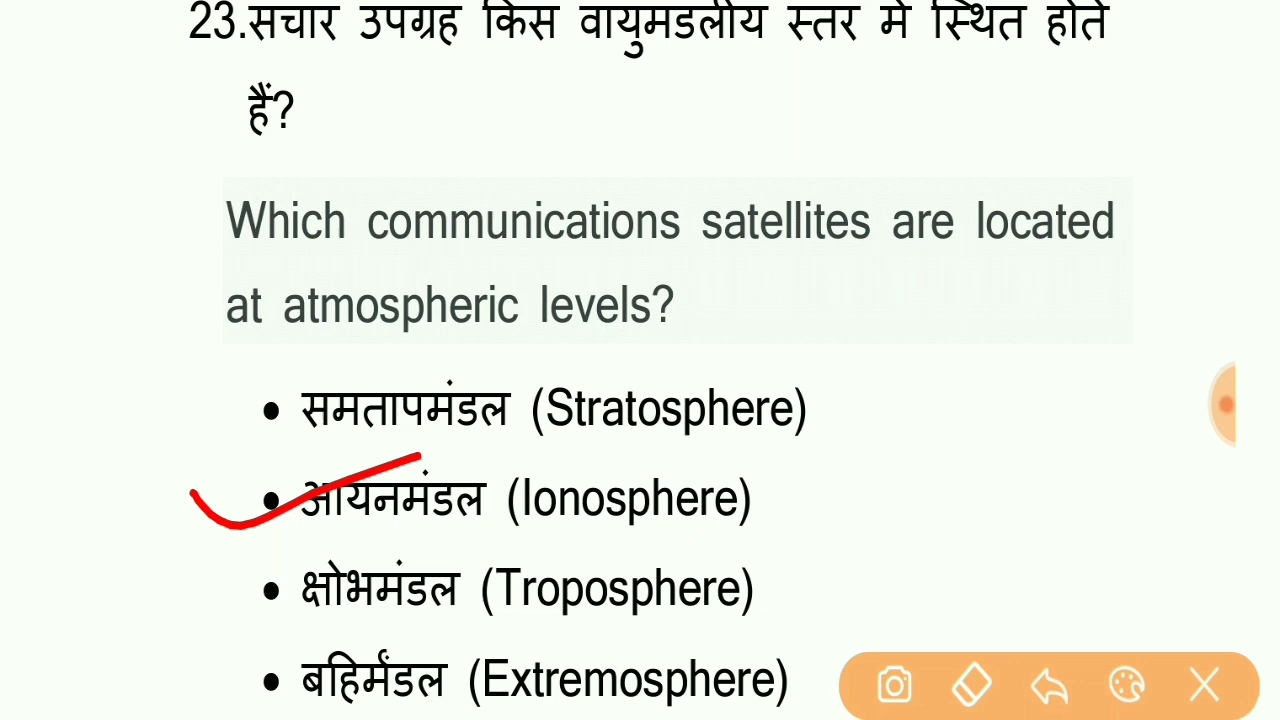 23.संचार उपग्रह किस वायुमंडलीय स्तर में स्थित होते
हैं?
Which communications satellites are located
at atmospheric levels?
• समतापमंडल (Stratosphere)
• आयनमंडल (Ionosphere)
• क्षोभमंडल (Troposphere)
• बहिर्मंडल (Extremosphere)